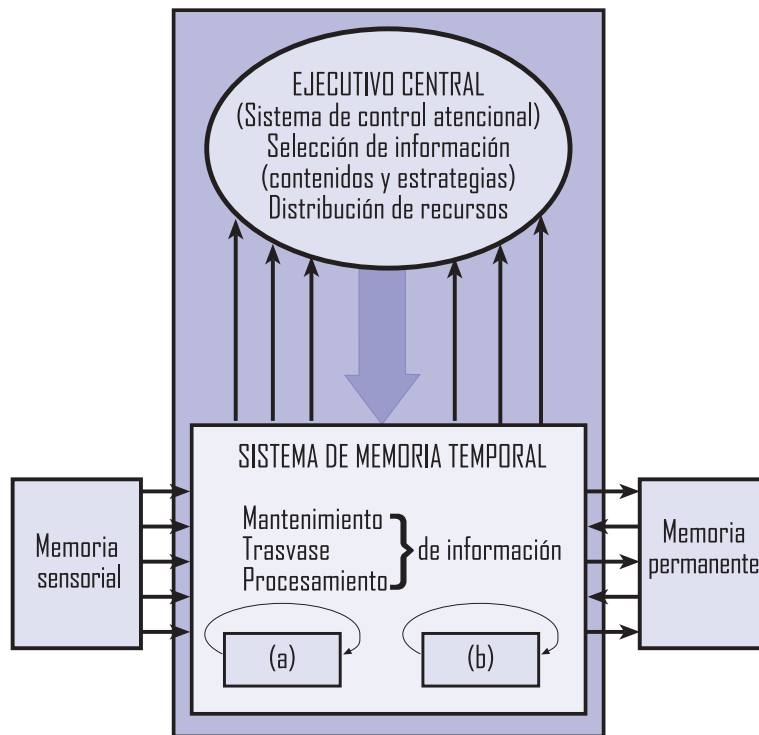 EJECUTIVO CENTRAL
(Sistema de control atencional)
Selección de información
(contenidos y estrategias)
Distribución de recursos
SISTEMA DE MEMORIA TEMPORAL
Memoria
sensorial
Mantenimiento
Trasvase
Procesamiento
de información
Memoria
permanente
(a)
(b)